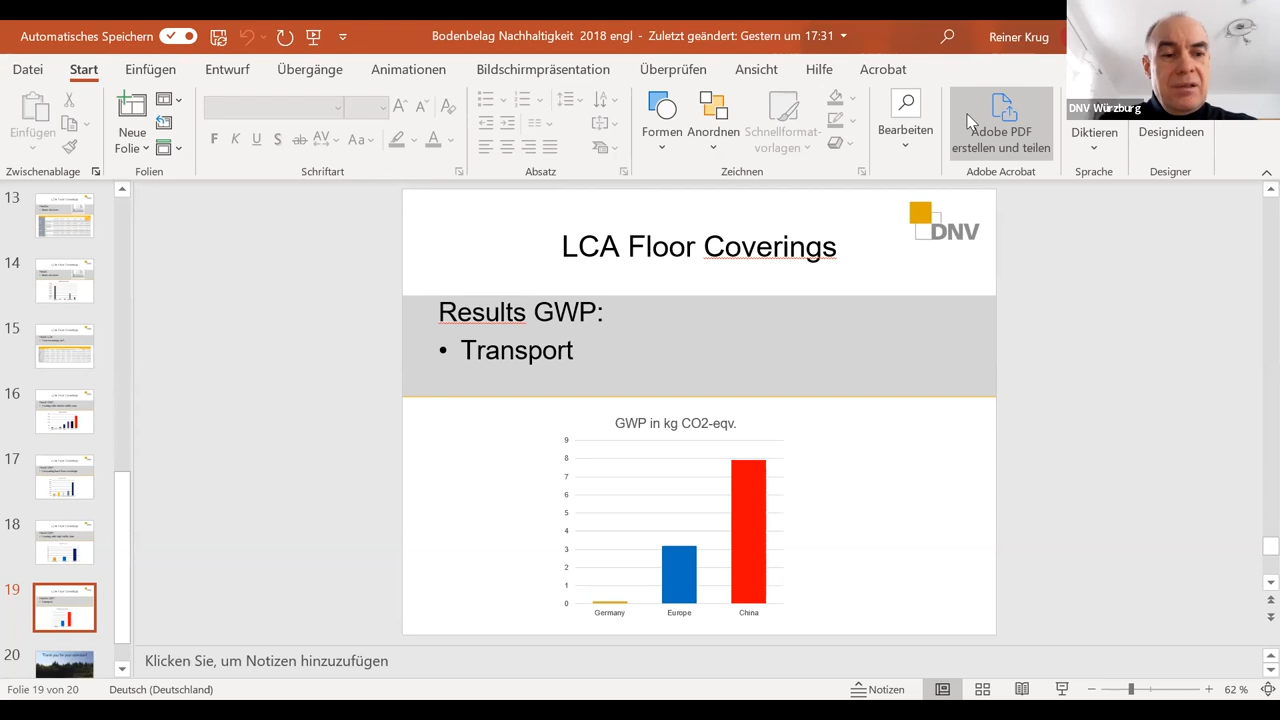 Automatisches Speichern
Bodenbelag Nachhaltigkeit 2018 engl - Zuletzt geändert: Gestern um 17:31
Reiner Krug
Datei Start Einfügen Entwurf Übergänge Animationen Bildschirmpräsentation Überprüfen Ansicht Hilfe Acrobat
DNV Würzburg
Einfügen
Neue
Folie
F K U S ab AV Aa A
Formen Anordnen Schnellformat-
vorlagen
Bearbeiten
Adobe PDF
erstellen und teilen
Diktieren
Designideen
Zwischenablage Folien Schriftart Absatz Zeichnen Adobe Acrobat Sprache Designer
13
14
15
16
17
18
19
20
DNV
LCA Floor Coverings
Results GWP:
• Transport
GWP in kg CO2-eqv.
9
8
7
6
5
4
3
2
1
0
Germany Europe China
Klicken Sie, um Notizen hinzuzufügen
Folie 19 von 20 Deutsch (Deutschland) Notizen 62 %